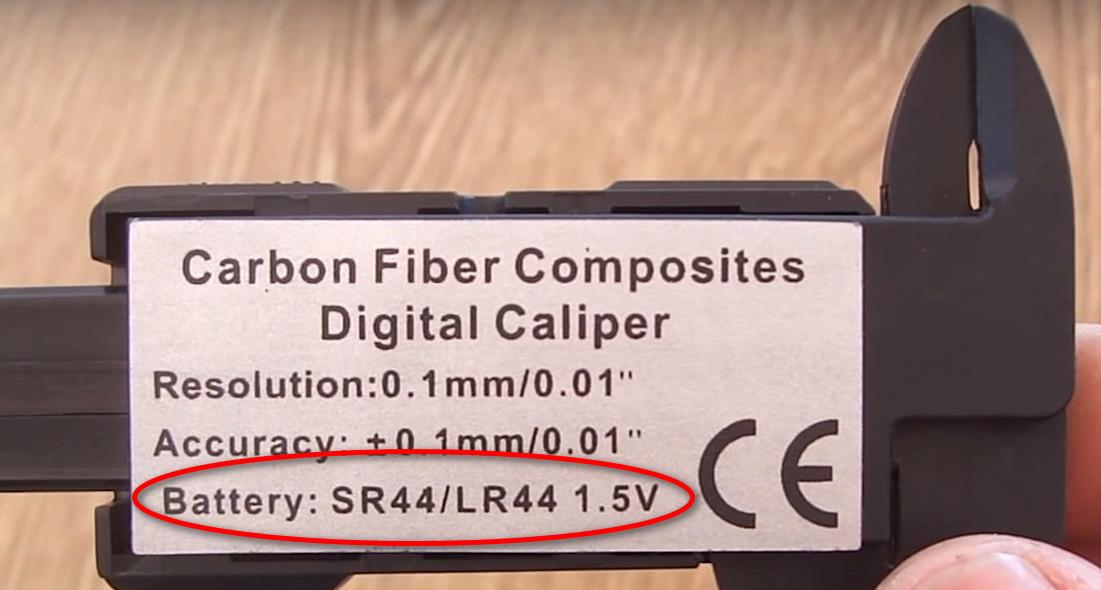 Carbon Fiber Composites
Digital Caliper
Resolution:0.1mm/0.01"
Accuracy: ±0.1mm/0.01"
Battery: SR44/LR44 1.5V
CE